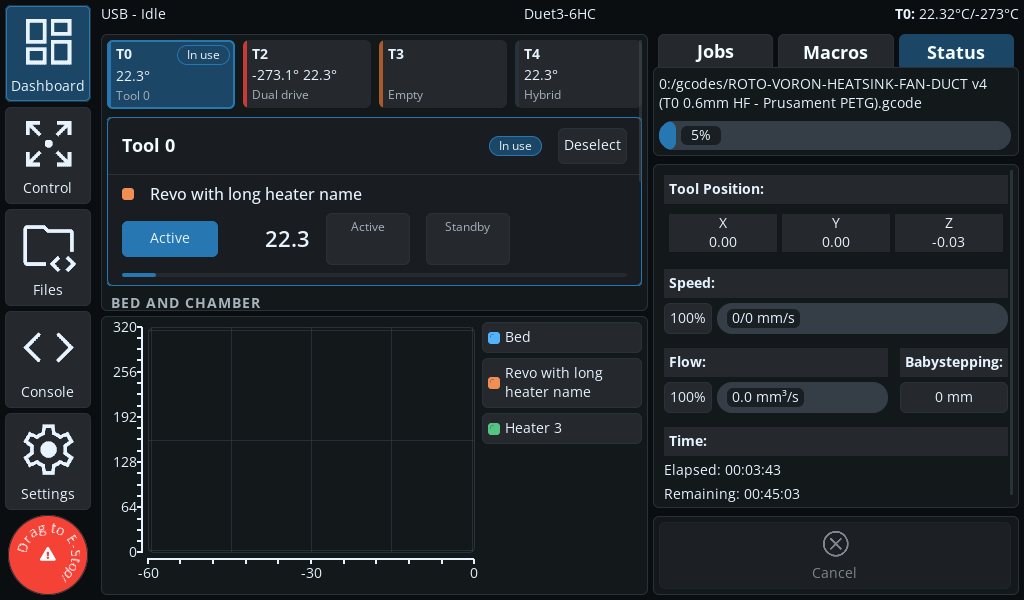 USB - Idle
Duet3-6HC
T0: 22.32°C/-273°C
Dashboard
Control
Files
Console
Settings
Drag to E-Stop!
T0
In use
22.3°
Tool 0
T2
-273.1° 22.3°
Dual drive
T3
Empty
T4
22.3°
Hybrid
Tool 0
In use
Deselect
Revo with long heater name
Active
22.3
Active
Standby
BED AND CHAMBER
320
256
192
128
64
0
-60
-30
0
Bed
Revo with long
heater name
Heater 3
Jobs
Macros
Status
0:/gcodes/ROTO-VORON-HEATSINK-FAN-DUCT v4
(T0 0.6mm HF - Prusament PETG).gcode
5%
Tool Position:
X
0.00
Y
0.00
Z
-0.03
Speed:
100%
0/0 mm/s
Flow:
100%
0.0 mm³/s
Babystepping:
0 mm
Time:
Elapsed: 00:03:43
Remaining: 00:45:03
Cancel